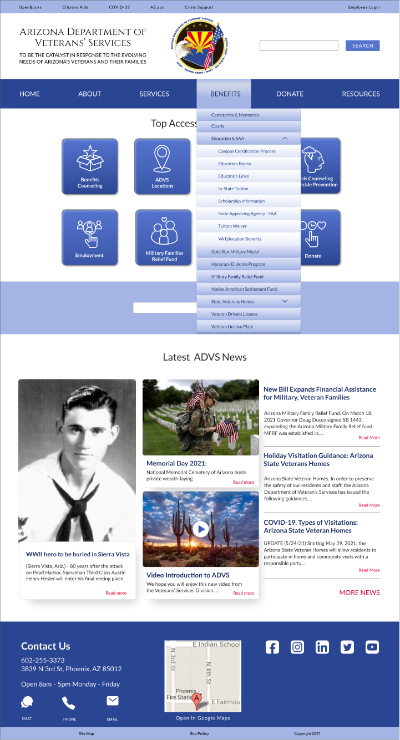 OpenBooks Citizens Aide COVID-19 AZ.gov Crisis Support Employee Login
ARIZONA DEPARTMENT OF
VETERANS' SERVICES
TO BE THE CATALYST IN RESPONSE TO THE EVOLVING
NEEDS OF ARIZONA'S VETERANS AND THEIR FAMILIES
SEARCH
HOME ABOUT SERVICES BENEFITS DONATE RESOURCES
Cemeteries & Memorials
Courts
Education & SAA
Campus Certification Process
Education Forms
Education Links
In-State Tuition
Scholarship Information
State Approving Agency - SAA
Tuition Waiver
VA Education Benefits
Gold Star Military Medal
Honorary Diploma Program
Military Family Relief Fund
Native American Settlement Fund
State Veterans Homes
Veteran Drivers License
Veteran License Plate
Top Access
Benefits
Counseling
ADVS
Locations
is Counseling
icide Prevention
Employment
Military Families
Relief Fund
Donate
Latest ADVS News
WWII hero to be buried in Sierra Vista
(Sierra Vista, Ariz.) - 80 years after the attack
on Pearl Harbor, Signalman Third Class Austin
Henry Hesler will enter his final resting place
Read more
Memorial Day 2021:
National Memorial Cemetery of Arizona hosts
private wreath-laying
Read more
Video Introduction to ADVS
We hope you will enjoy this new video from
the Veterans' Services Division ...
Read more
New Bill Expands Financial Assistance
for Military, Veteran Families
Arizona Military Family Relief Fund. On March 18,
2021 Governor Doug Ducey signed SB 1443,
expanding the Arizona Military Family Relief fund
MFRF was established in....
Read More
Holiday Visitation Guidance: Arizona
State Veterans Homes
Arizona State Veteran Homes. In order to preserve
the safety of our residents and staff, the Arizona
Department of Veteran's Services has issued the
following guidances...
Read More
COVID-19, Types of Visitations;
Arizona State Veteran Homes
UPDATE (5/24/21) Starting May 29, 2021, the
Arizona State Veteran Homes will allow residents to
participate in home and community visits with a
responsible party...
Read More
MORE NEWS
Contact Us
602-255-3373
3839 N 3rd St, Phoenix, AZ 85012
Open 8am - 5pm Monday - Friday
CHAT PHONE EMAIL
E Indian School
N 3rd St
N 4th St
Phoenix
Fire Stati
A
E Fairmou
Open In Google Maps
Site Map Site Policy Copyright 2021